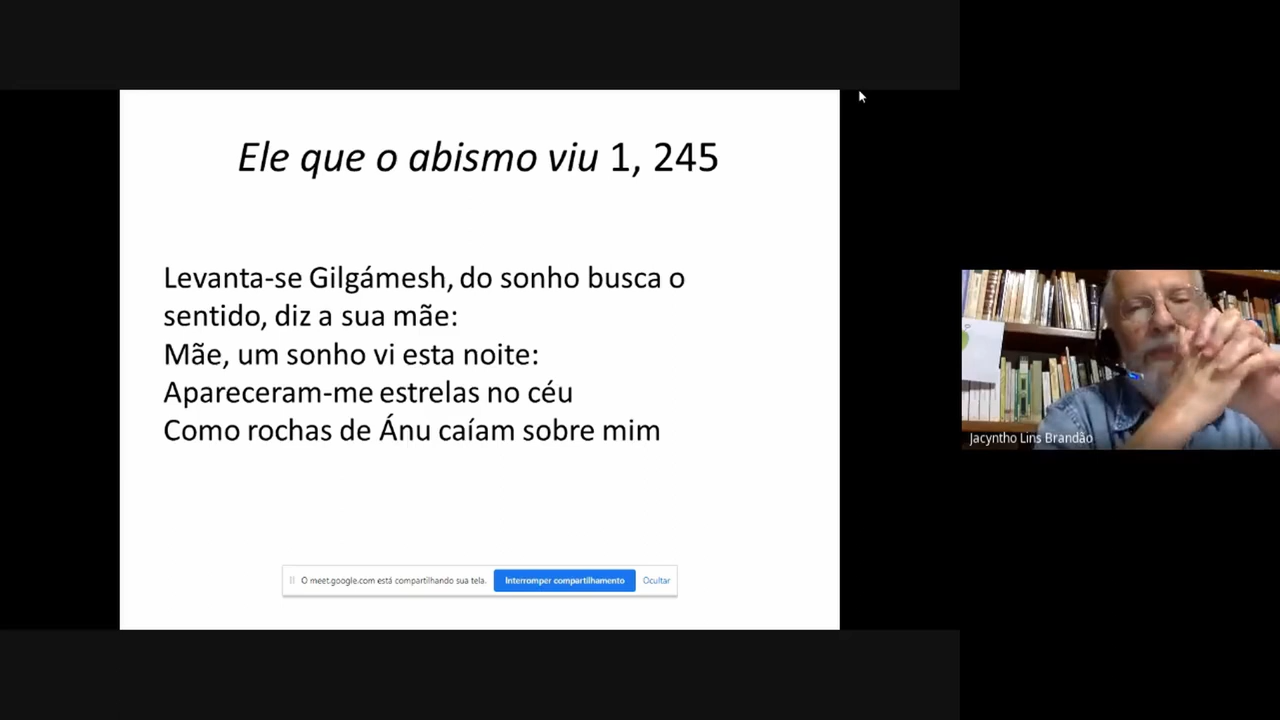 Ele que o abismo viu 1, 245
Levanta-se Gilgámesh, do sonho busca o
sentido, diz a sua mãe:
Mãe, um sonho vi esta noite:
Apareceram-me estrelas no céu
Como rochas de Ánu caíam sobre mim
O meet.google.com está compartilhando sua tela.
Interromper compartilhamento
Ocultar
Jacyntho Lins Brandão